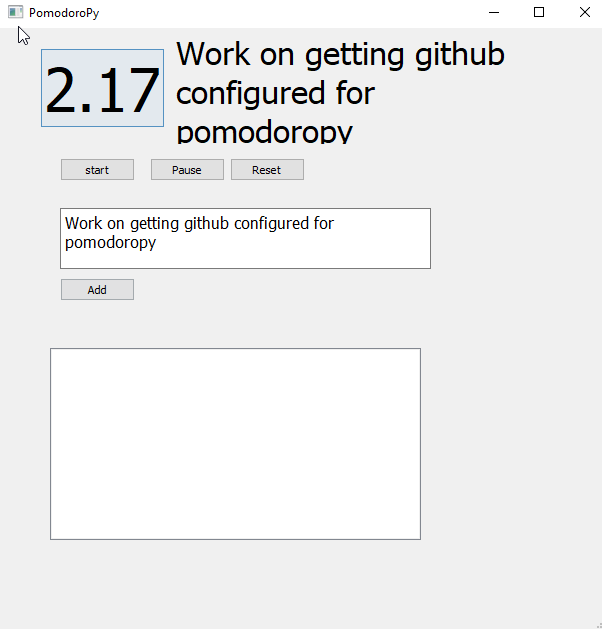 PomodoroPy
2.17
Work on getting github
configured for
pomodoropy
start
Pause
Reset
Work on getting github configured for
pomodoropy
Add